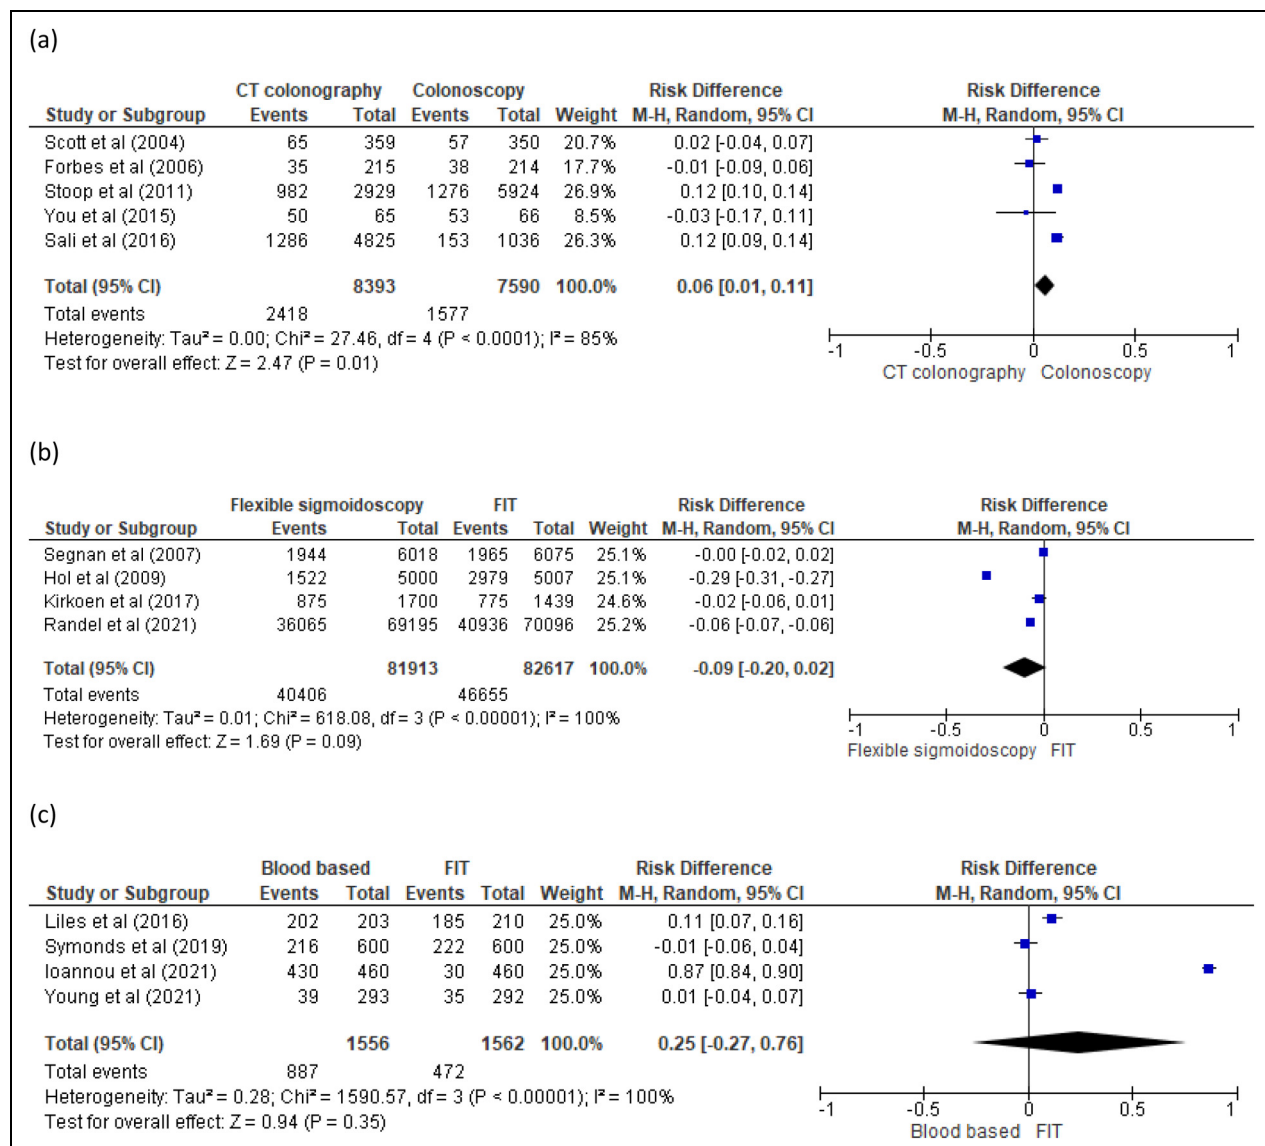 (a)
CT colonography Colonoscopy Risk Difference Risk Difference
Study or Subgroup Events Total Events Total Weight M-H, Random, 95% CI M-H, Random, 95% CI
Scott et al (2004) 65 359 57 350 20.7% 0.02 [-0.04, 0.07]
Forbes et al (2006) 35 215 38 214 17.7% -0.01 [-0.09, 0.06]
Stoop et al (2011) 982 2929 1276 5924 26.9% 0.12 [0.10, 0.14]
You et al (2015) 50 65 53 66 8.5% -0.03 [-0.17, 0.11]
Sali et al (2016) 1286 4825 153 1036 26.3% 0.12 [0.09, 0.14]
Total (95% CI) 8393 7590 100.0% 0.06 [0.01, 0.11]
Total events 2418 1577
Heterogeneity: Tau² = 0.00; Chi² = 27.46, df = 4 (P < 0.0001); I² = 85%
Test for overall effect: Z = 2.47 (P = 0.01)
-1 -0.5 0 0.5 1
CT colonography Colonoscopy
(b)
Flexible sigmoidoscopy FIT Risk Difference Risk Difference
Study or Subgroup Events Total Events Total Weight M-H, Random, 95% CI M-H, Random, 95% CI
Segnan et al (2007) 1944 6018 1965 6075 25.1% -0.00 [-0.02, 0.02]
Hol et al (2009) 1522 5000 2979 5007 25.1% -0.29 [-0.31, -0.27]
Kirkoen et al (2017) 875 1700 775 1439 24.6% -0.02 [-0.06, 0.01]
Randel et al (2021) 36065 69195 40936 70096 25.2% -0.06 [-0.07, -0.06]
Total (95% CI) 81913 82617 100.0% -0.09 [-0.20, 0.02]
Total events 40406 46655
Heterogeneity: Tau² = 0.01; Chi² = 618.08, df = 3 (P < 0.00001); I² = 100%
Test for overall effect: Z = 1.69 (P = 0.09)
-1 -0.5 0 0.5 1
Flexible sigmoidoscopy FIT
(c)
Blood based FIT Risk Difference Risk Difference
Study or Subgroup Events Total Events Total Weight M-H, Random, 95% CI M-H, Random, 95% CI
Liles et al (2016) 202 203 185 210 25.0% 0.11 [0.07, 0.16]
Symonds et al (2019) 216 600 222 600 25.0% -0.01 [-0.06, 0.04]
Ioannou et al (2021) 430 460 30 460 25.0% 0.87 [0.84, 0.90]
Young et al (2021) 39 293 35 292 25.0% 0.01 [-0.04, 0.07]
Total (95% CI) 1556 1562 100.0% 0.25 [-0.27, 0.76]
Total events 887 472
Heterogeneity: Tau² = 0.28; Chi² = 1590.57, df = 3 (P < 0.00001); I² = 100%
Test for overall effect: Z = 0.94 (P = 0.35)
-1 -0.5 0 0.5 1
Blood based FIT